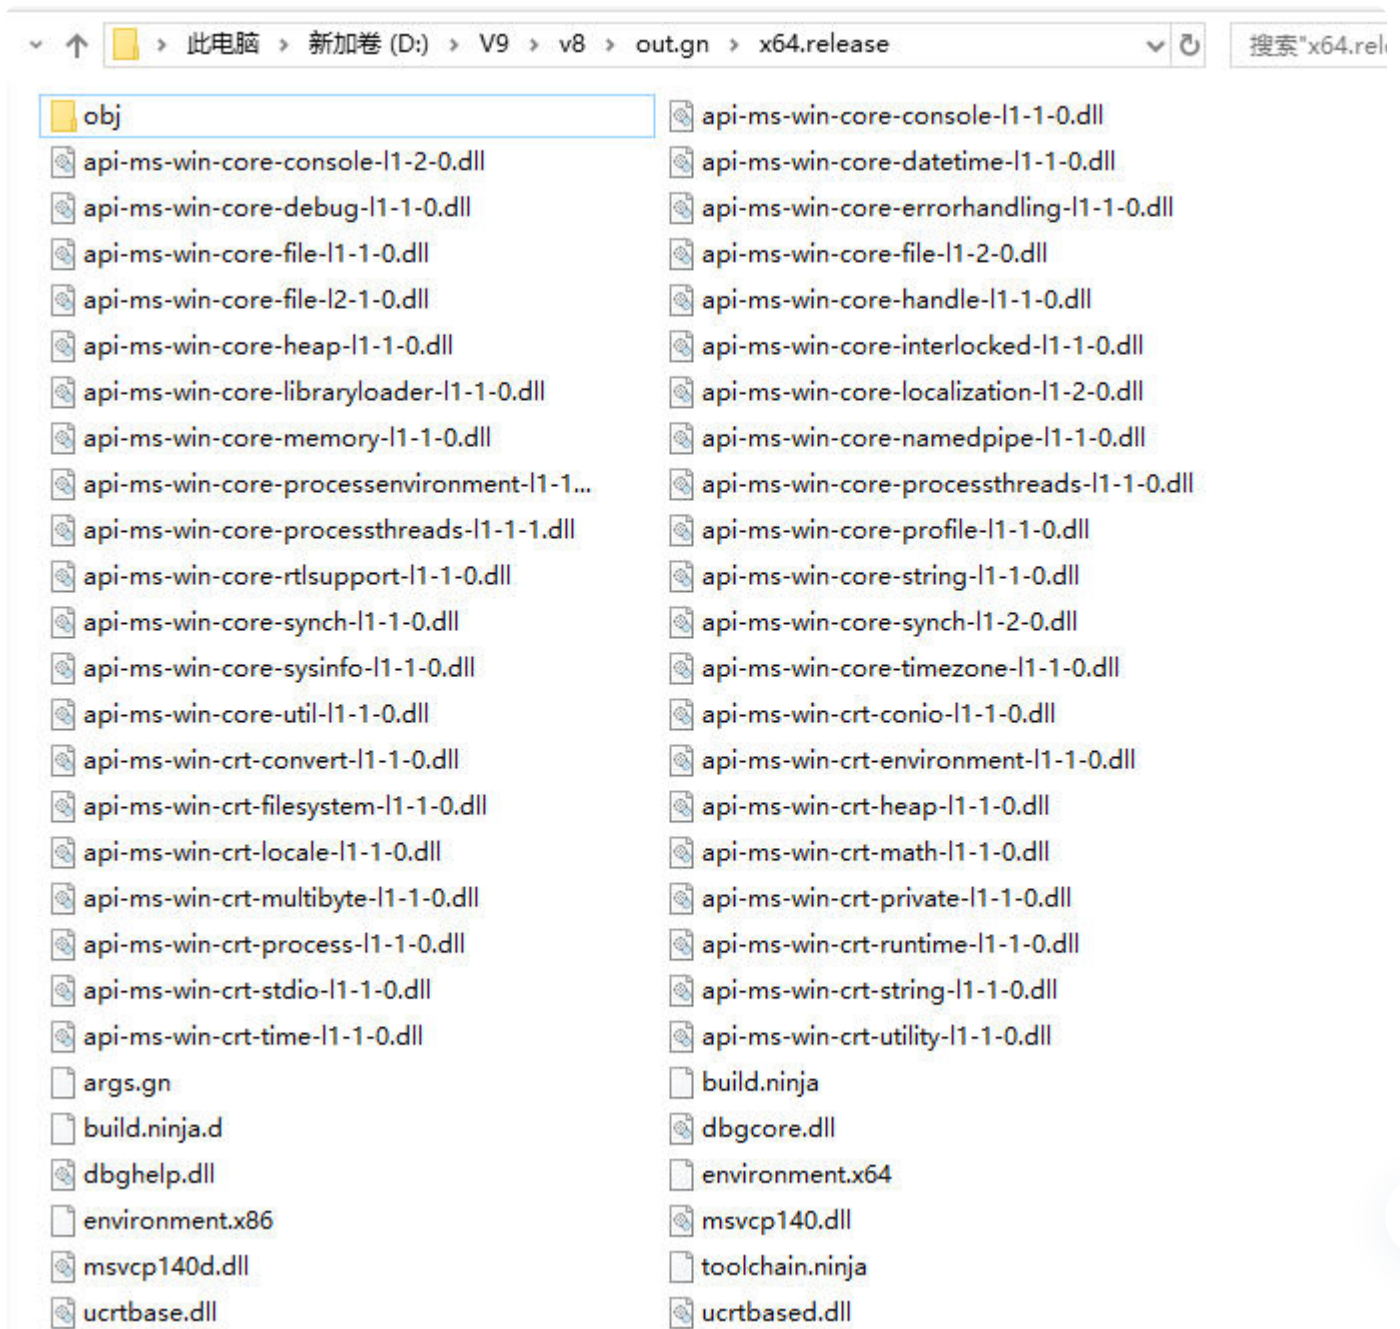 此电脑 > 新加卷 (D:) > V9 > v8 > out.gn > x64.release 搜索"x64.rel
obj api-ms-win-core-console-l1-1-0.dll
api-ms-win-core-console-l1-2-0.dll api-ms-win-core-datetime-l1-1-0.dll
api-ms-win-core-debug-l1-1-0.dll api-ms-win-core-errorhandling-l1-1-0.dll
api-ms-win-core-file-l1-1-0.dll api-ms-win-core-file-l1-2-0.dll
api-ms-win-core-file-l2-1-0.dll api-ms-win-core-handle-l1-1-0.dll
api-ms-win-core-heap-l1-1-0.dll api-ms-win-core-interlocked-l1-1-0.dll
api-ms-win-core-libraryloader-l1-1-0.dll api-ms-win-core-localization-l1-2-0.dll
api-ms-win-core-memory-l1-1-0.dll api-ms-win-core-namedpipe-l1-1-0.dll
api-ms-win-core-processenvironment-l1-1... api-ms-win-core-processthreads-l1-1-0.dll
api-ms-win-core-processthreads-l1-1-1.dll api-ms-win-core-profile-l1-1-0.dll
api-ms-win-core-rtlsupport-l1-1-0.dll api-ms-win-core-string-l1-1-0.dll
api-ms-win-core-synch-l1-1-0.dll api-ms-win-core-synch-l1-2-0.dll
api-ms-win-core-sysinfo-l1-1-0.dll api-ms-win-core-timezone-l1-1-0.dll
api-ms-win-core-util-l1-1-0.dll api-ms-win-crt-conio-l1-1-0.dll
api-ms-win-crt-convert-l1-1-0.dll api-ms-win-crt-environment-l1-1-0.dll
api-ms-win-crt-filesystem-l1-1-0.dll api-ms-win-crt-heap-l1-1-0.dll
api-ms-win-crt-locale-l1-1-0.dll api-ms-win-crt-math-l1-1-0.dll
api-ms-win-crt-multibyte-l1-1-0.dll api-ms-win-crt-private-l1-1-0.dll
api-ms-win-crt-process-l1-1-0.dll api-ms-win-crt-runtime-l1-1-0.dll
api-ms-win-crt-stdio-l1-1-0.dll api-ms-win-crt-string-l1-1-0.dll
api-ms-win-crt-time-l1-1-0.dll api-ms-win-crt-utility-l1-1-0.dll
args.gn build.ninja
build.ninja.d dbgcore.dll
dbghelp.dll environment.x64
environment.x86 msvcp140.dll
msvcp140d.dll toolchain.ninja
ucrtbase.dll ucrtbased.dll